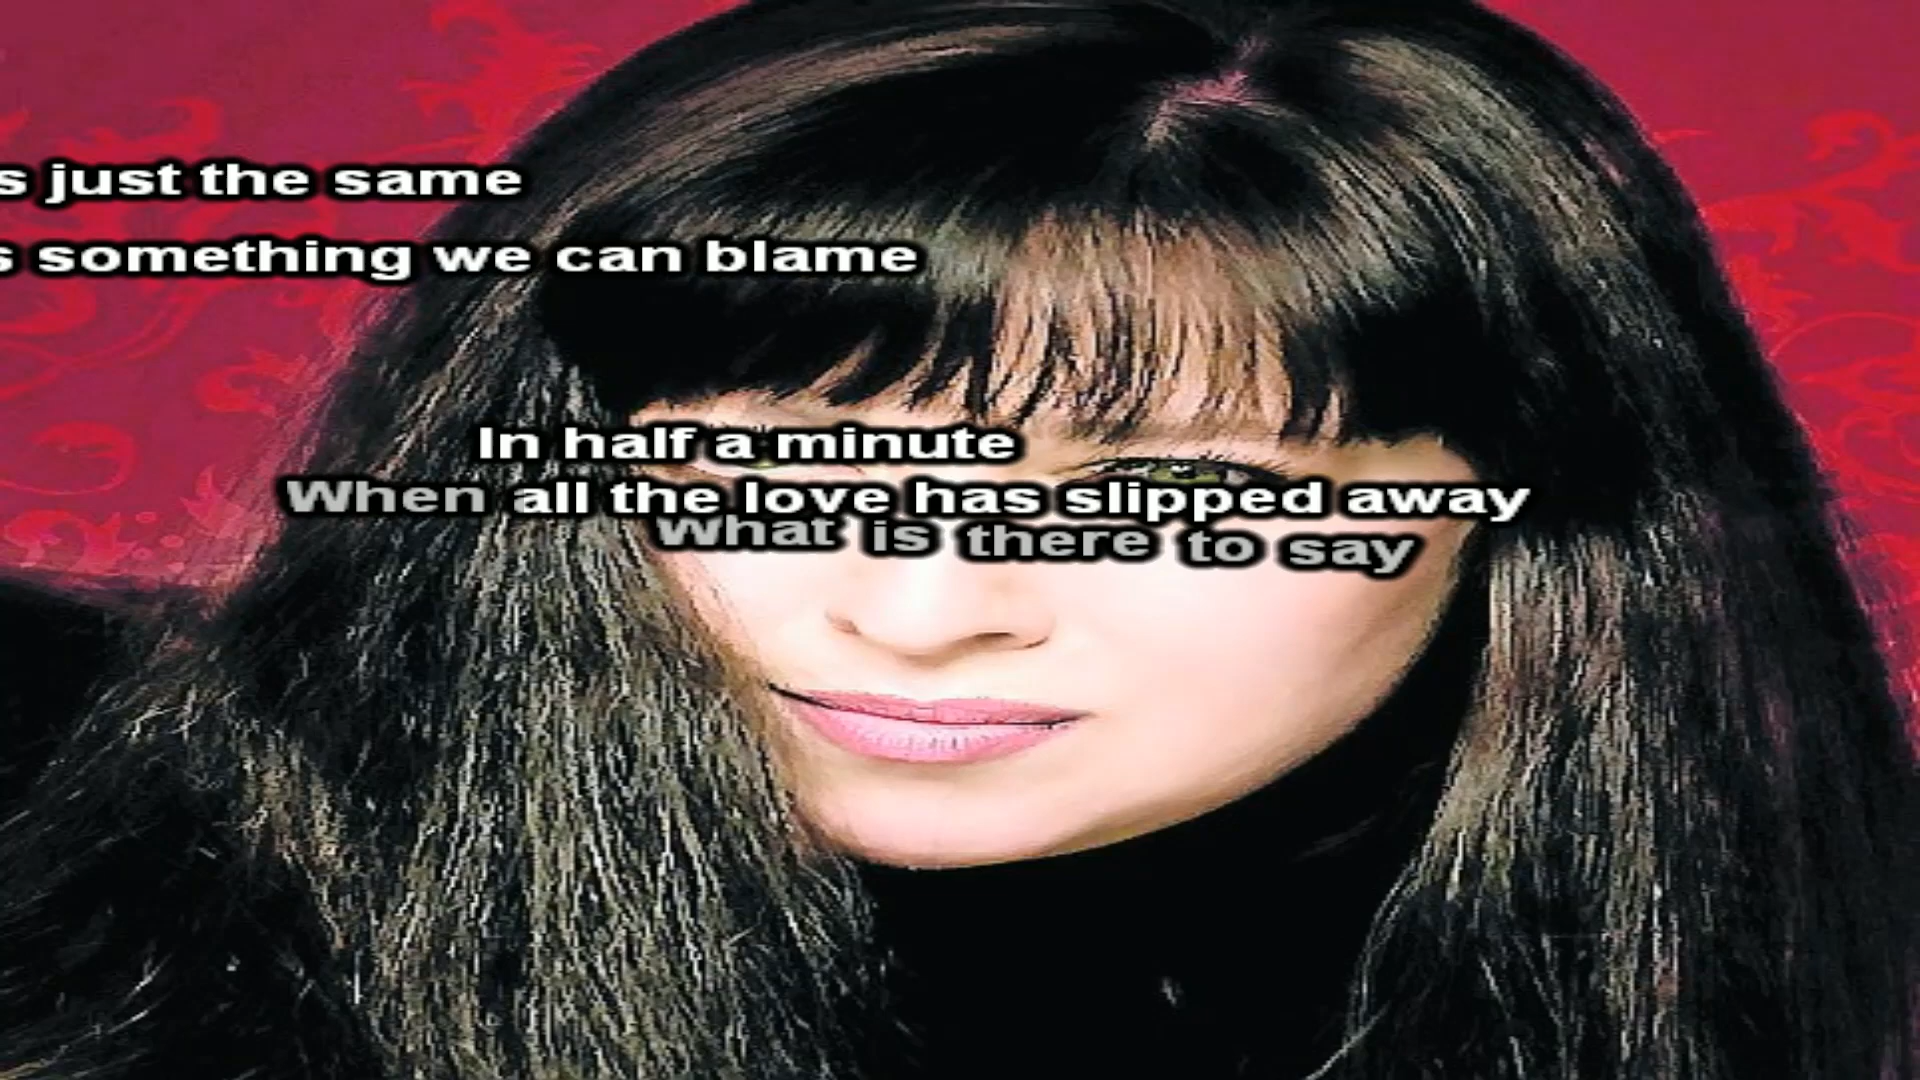 s just the same
s something we can blame
In half a minute
When all the love has slipped away
What is there to say